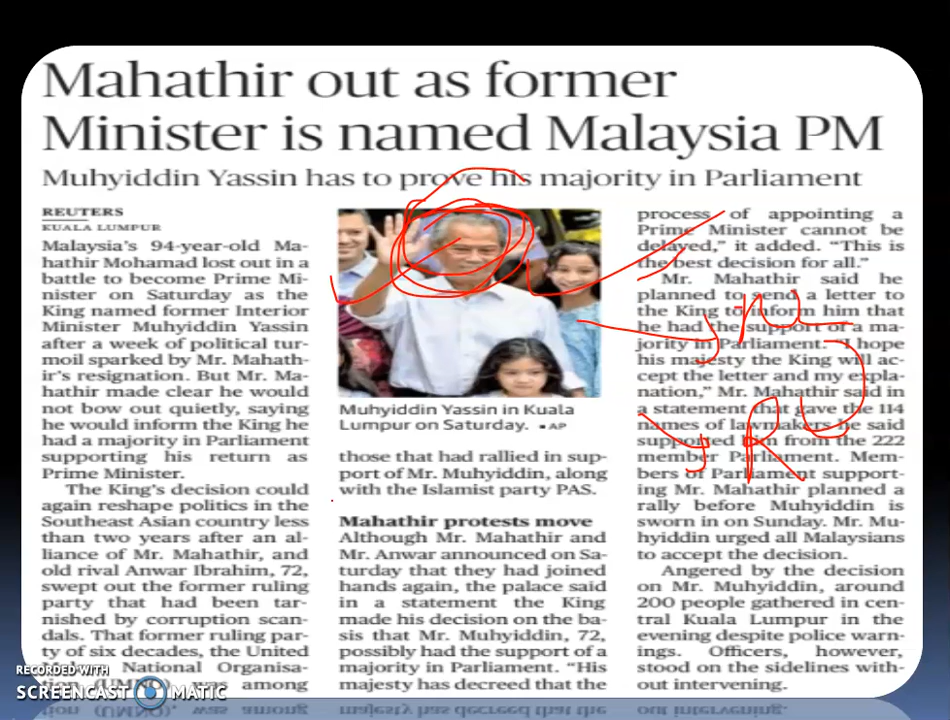 Mahathir out as former
Minister is named Malaysia PM
Muhyiddin Yassin has to prove his majority in Parliament
REUTERS
KUALA LUMPUR
Malaysia's 94-year-old Ma-
hathir Mohamad lost out in a
battle to become Prime Mi-
nister on Saturday as the
King named former Interior
Minister Muhyiddin Yassin
after a week of political tur-
moil sparked by Mr. Mahath-
ir's resignation. But Mr. Ma-
hathir made clear he would
not bow out quietly, saying
he would inform the King he
had a majority in Parliament
supporting his return as
Prime Minister.
The King's decision could
again reshape politics in the
Southeast Asian country less
than two years after an al-
liance of Mr. Mahathir, and
old rival Anwar Ibrahim, 72,
swept out the former ruling
party that had been tar-
nished by corruption scan-
dals. That former ruling par-
ty of six decades, the United
National Organisa-
(UMNO), was among
Muhyiddin Yassin in Kuala
Lumpur on Saturday. • AP
those that had rallied in sup-
port of Mr. Muhyiddin, along
with the Islamist party PAS.
Mahathir protests move
Although Mr. Mahathir and
Mr. Anwar announced on Sa-
turday that they had joined
hands again, the palace said
in a statement the King
made his decision on the ba-
sis that Mr. Muhyiddin, 72,
possibly had the support of a
majority in Parliament. “His
majesty has decreed that the
process of appointing a
Prime Minister cannot be
delayed,” it added. “This is
the best decision for all.”
Mr. Mahathir said he
planned to send a letter to
the King to inform him that
he had the support of a ma-
jority in Parliament. “I hope
his majesty the King will ac-
cept the letter and my expla-
nation,” Mr. Mahathir said in
a statement that gave the 114
names of lawmakers he said
supported him from the 222
member Parliament. Mem-
bers of Parliament support-
ing Mr. Mahathir planned a
rally before Muhyiddin is
sworn in on Sunday. Mr. Mu-
hyiddin urged all Malaysians
to accept the decision.
Angered by the decision
on Mr. Muhyiddin, around
200 people gathered in cen-
tral Kuala Lumpur in the
evening despite police warn-
ings. Officers, however,
stood on the sidelines with-
out intervening.
RECORDED WITH
SCREENCAST MATIC